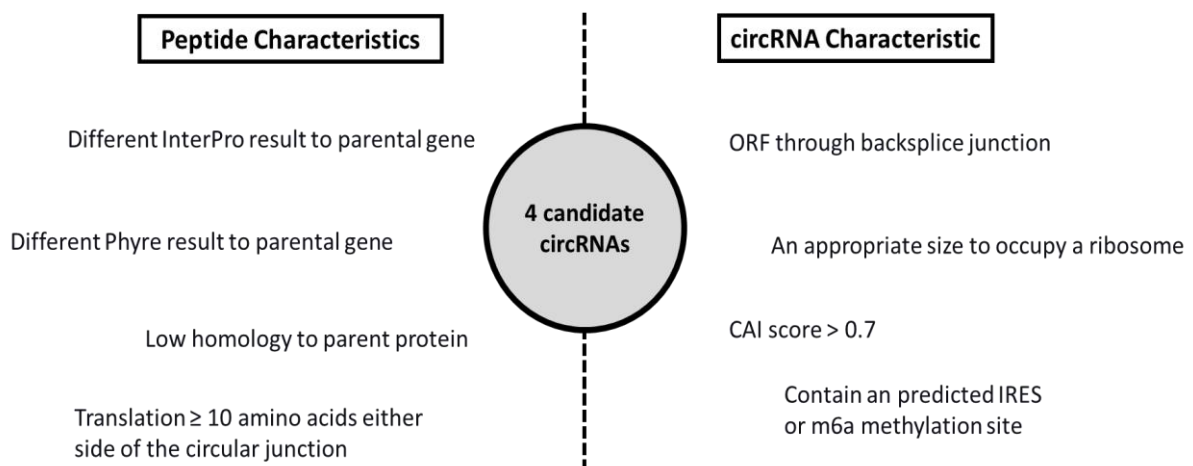 Peptide Characteristics
Different InterPro result to parental gene
Different Phyre result to parental gene
Low homology to parent protein
Translation ≥ 10 amino acids either
side of the circular junction
4 candidate
circRNAs
circRNA Characteristic
ORF through backsplice junction
An appropriate size to occupy a ribosome
CAI score > 0.7
Contain an predicted IRES
or m6a methylation site